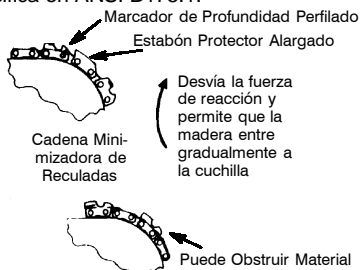 Marcador de Profundidad Perfilado
Estabón Protector Alargado
Desvía la fuerza
de reacción y
permite que la
madera entre
gradualmente a
la cuchilla
Cadena Mini-
mizadora de
Reculadas
Puede Obstruir Material